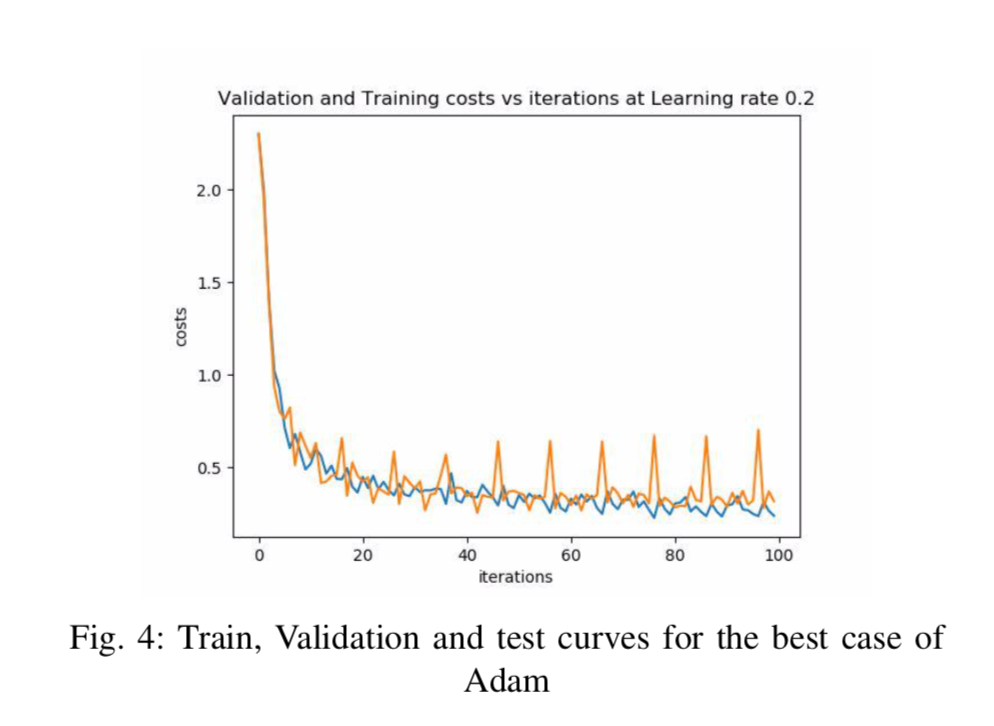 Validation and Training costs vs iterations at Learning rate 0.2
2.0
1.5
1.0
0.5
costs
0 20 40 60 80 100
iterations
Fig. 4: Train, Validation and test curves for the best case of
Adam